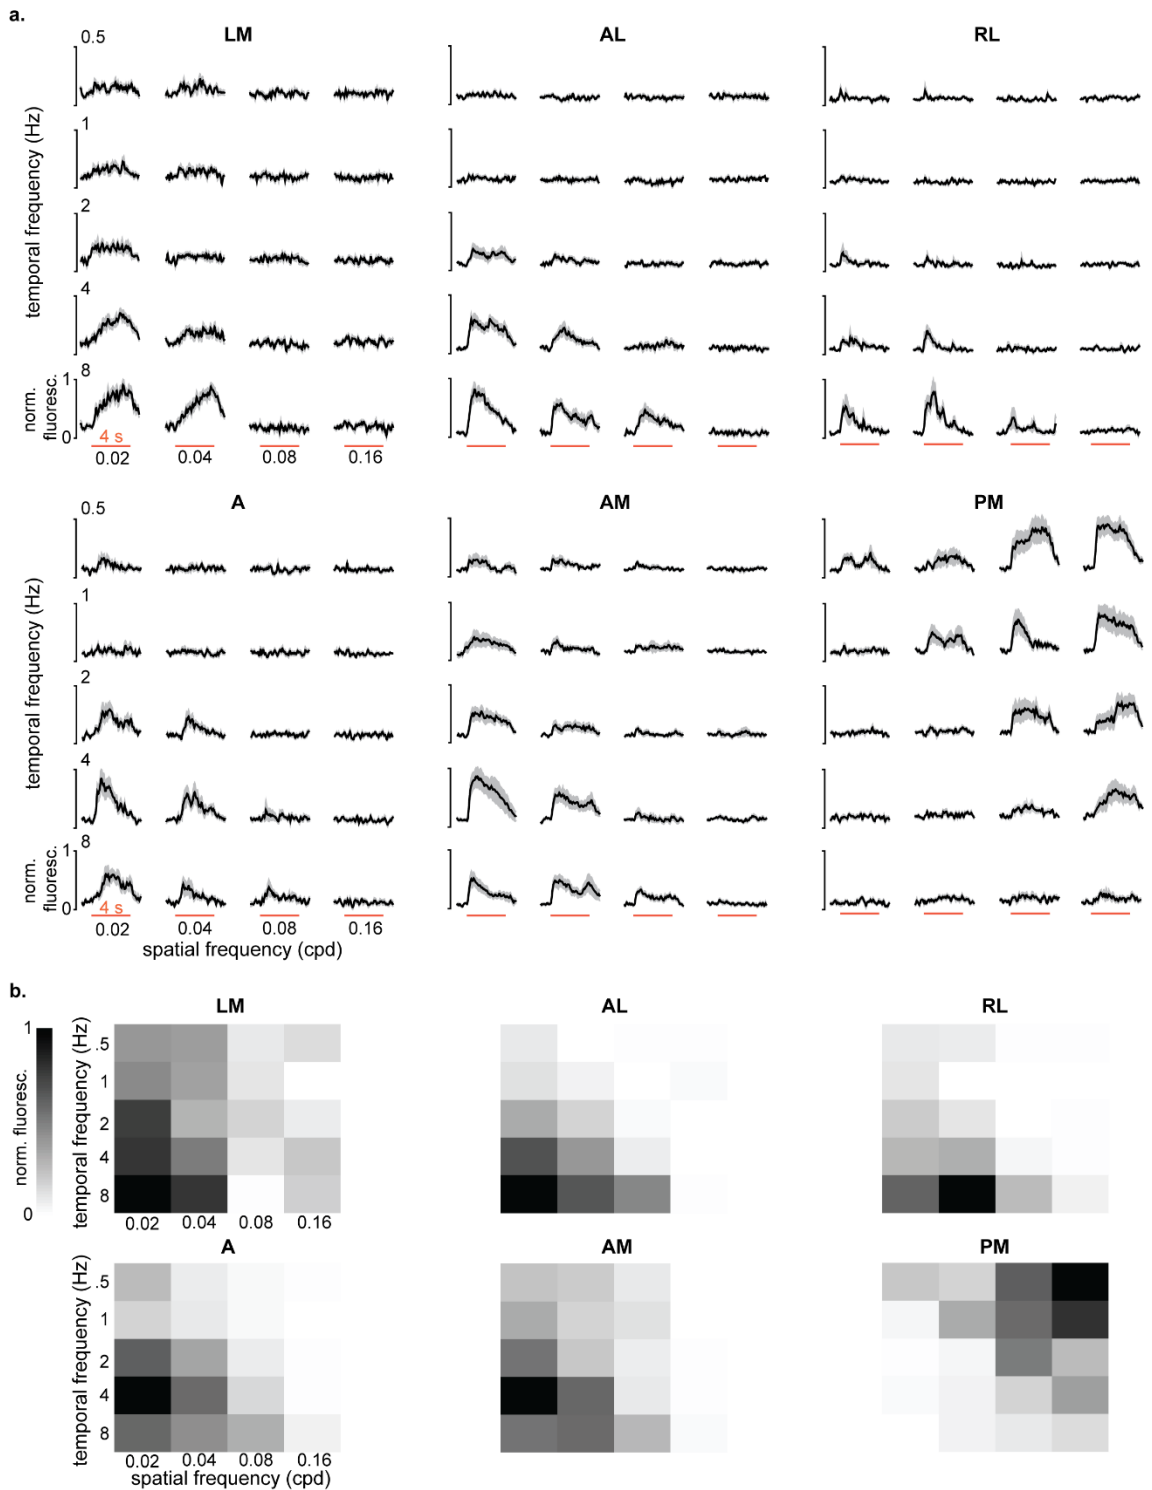 a.
LM AL RL
0.5
1
2
4
8
temporal frequency (Hz)
norm. fluoresc.
1
0
4 s
0.02 0.04 0.08 0.16
A AM PM
0.5
1
2
4
8
temporal frequency (Hz)
norm. fluoresc.
1
0
4 s
0.02 0.04 0.08 0.16
spatial frequency (cpd)
b.
LM AL RL
1
norm. fluoresc.
0
temporal frequency (Hz)
.5
1
2
4
8
0.02 0.04 0.08 0.16
A AM PM
temporal frequency (Hz)
.5
1
2
4
8
0.02 0.04 0.08 0.16
spatial frequency (cpd)